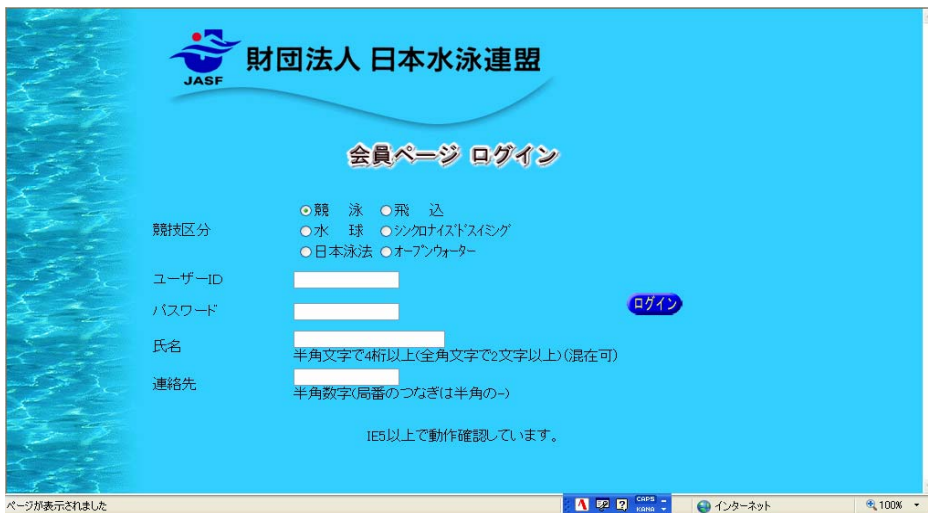 JASF
財団法人 日本水泳連盟
会員ページ ログイン
競技区分
競 泳 飛 込
水 球 シンクロナイズドスイミング
日本泳法 オープンウォーター
ユーザーID
パスワード
ログイン
氏名
半角文字で4桁以上(全角文字で2文字以上)(混在可)
連絡先
半角数字(局番のつなぎは半角の-)
IE5以上で動作確認しています。
ページが表示されました
A
?
CAPS
KANA
インターネット
100%